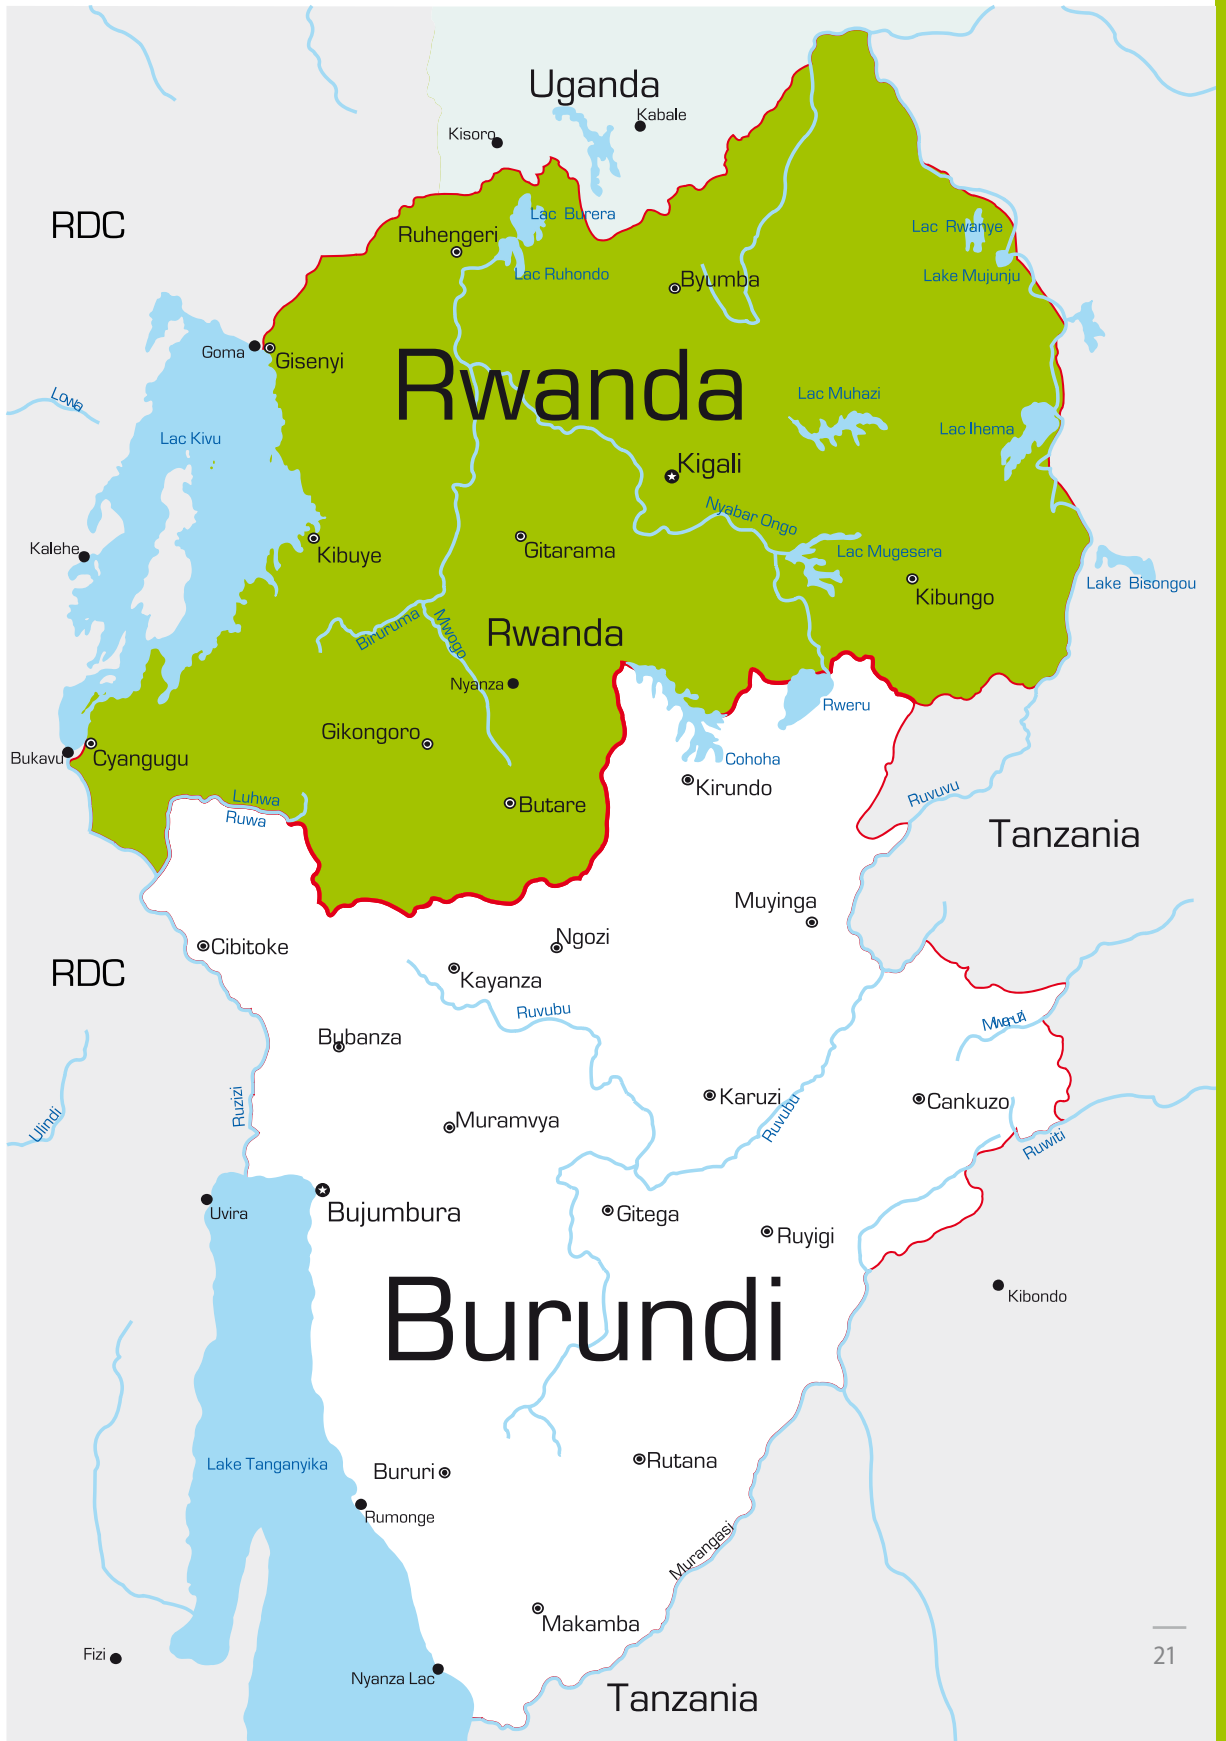 Uganda
Kabale
Kisoro
RDC
Lac Burera
Ruhengeri
Lac Rwanye
Lac Ruhondo
Lake Mujunju
Byumba
Goma
Gisenyi
Rwanda
Lowa
Lac Muhazi
Lac Kivu
Lac Ihema
Kigali
Nyabar Ongo
Kalehe
Kibuye
Gitarama
Lac Mugesera
Lake Bisongou
Kibungo
Biruruma
Mwogo
Rwanda
Nyanza
Rweru
Gikongoro
Bukavu
Cyangugu
Cohoha
Kirundo
Luhwa
Butare
Ruvuvu
Ruwa
Tanzania
Muyinga
Ngozi
Cibitoke
RDC
Kayanza
Ruvubu
Mweruzi
Bubanza
Karuzi
Cankuzo
Ruzizi
Ruvubu
Ulindi
Muramvya
Ruwiti
Uvira
Bujumbura
Gitega
Ruyigi
Kibondo
Burundi
Lake Tanganyika
Bururi
Rutana
Rumonge
Murangasi
Makamba
Fizi
21
Nyanza Lac
Tanzania